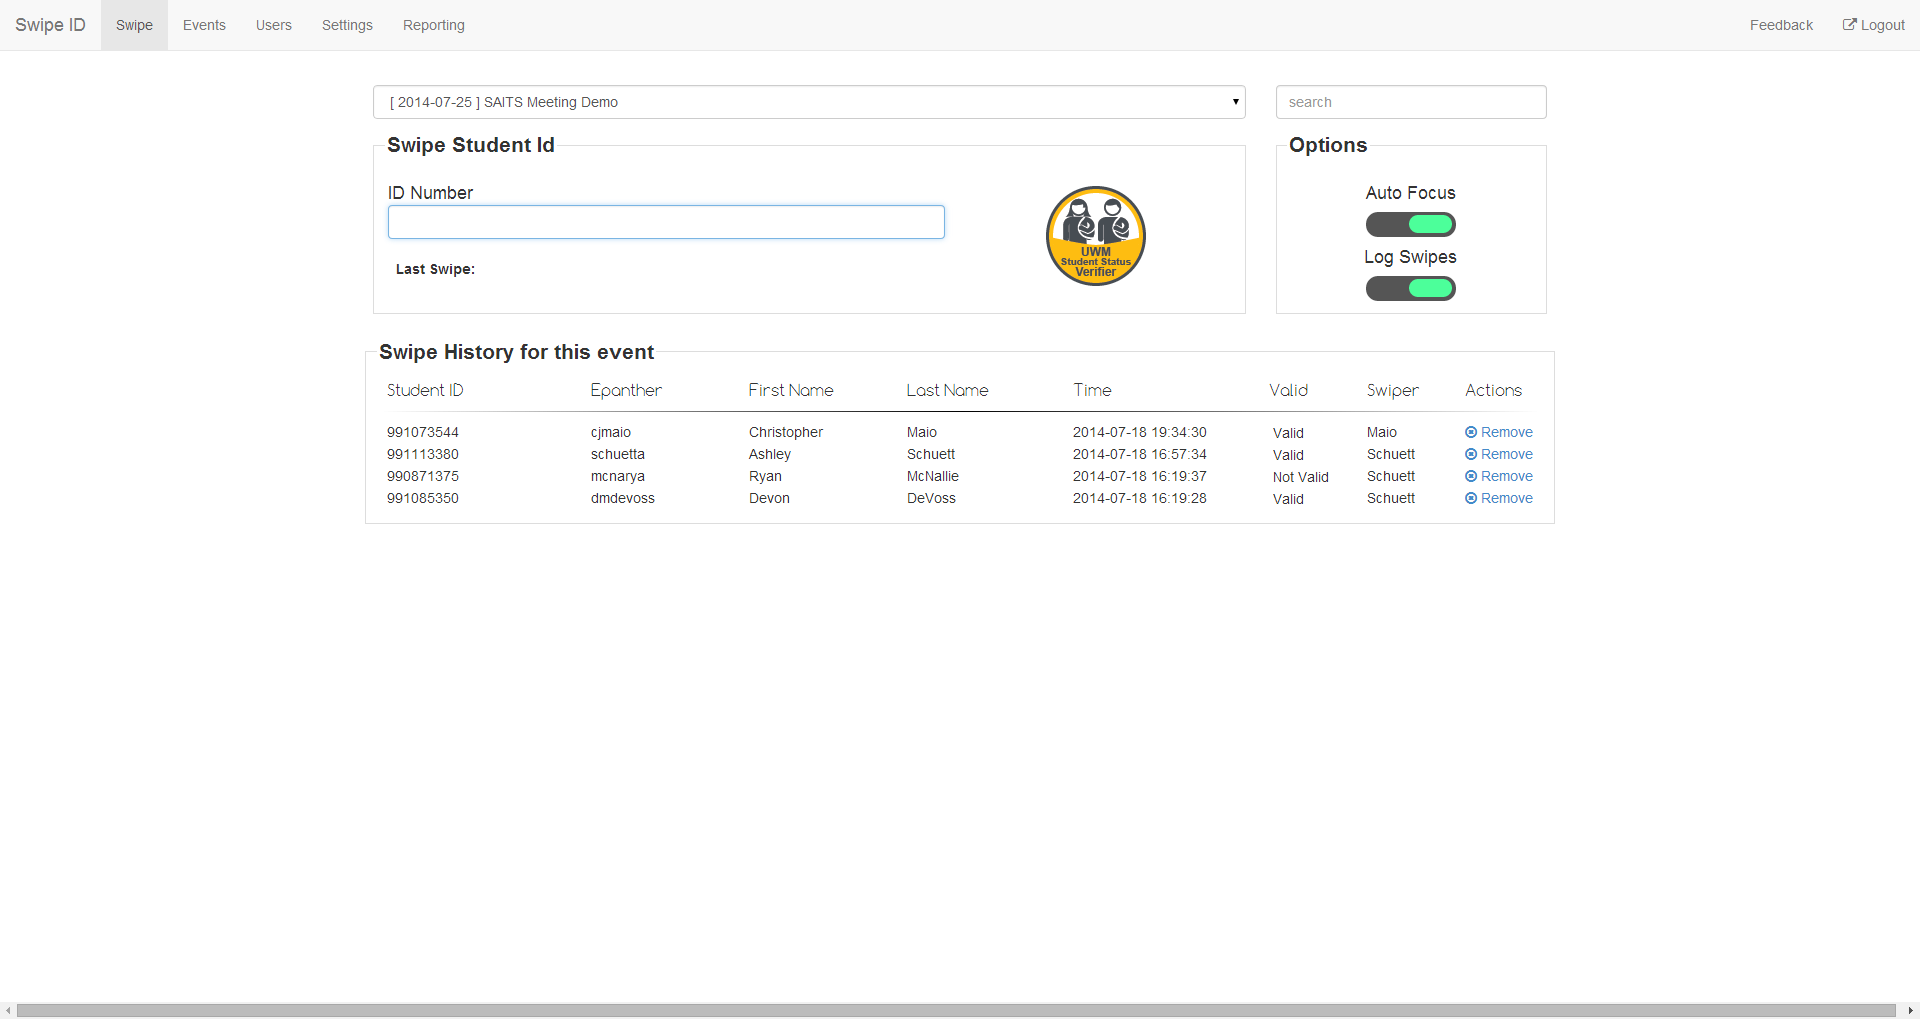 Swipe ID Swipe Events Users Settings Reporting Feedback Logout
[ 2014-07-25 ] SAITS Meeting Demo search
Swipe Student Id
ID Number
Last Swipe:
UWM
Student Status
Verifier
Options
Auto Focus
Log Swipes
Swipe History for this event
Student ID Epanther First Name Last Name Time Valid Swiper Actions
991073544 cjmaio Christopher Maio 2014-07-18 19:34:30 Valid Maio Remove
991113380 schuetta Ashley Schuett 2014-07-18 16:57:34 Valid Schuett Remove
990871375 mcnarya Ryan McNallie 2014-07-18 16:19:37 Not Valid Schuett Remove
991085350 dmdevoss Devon DeVoss 2014-07-18 16:19:28 Valid Schuett Remove